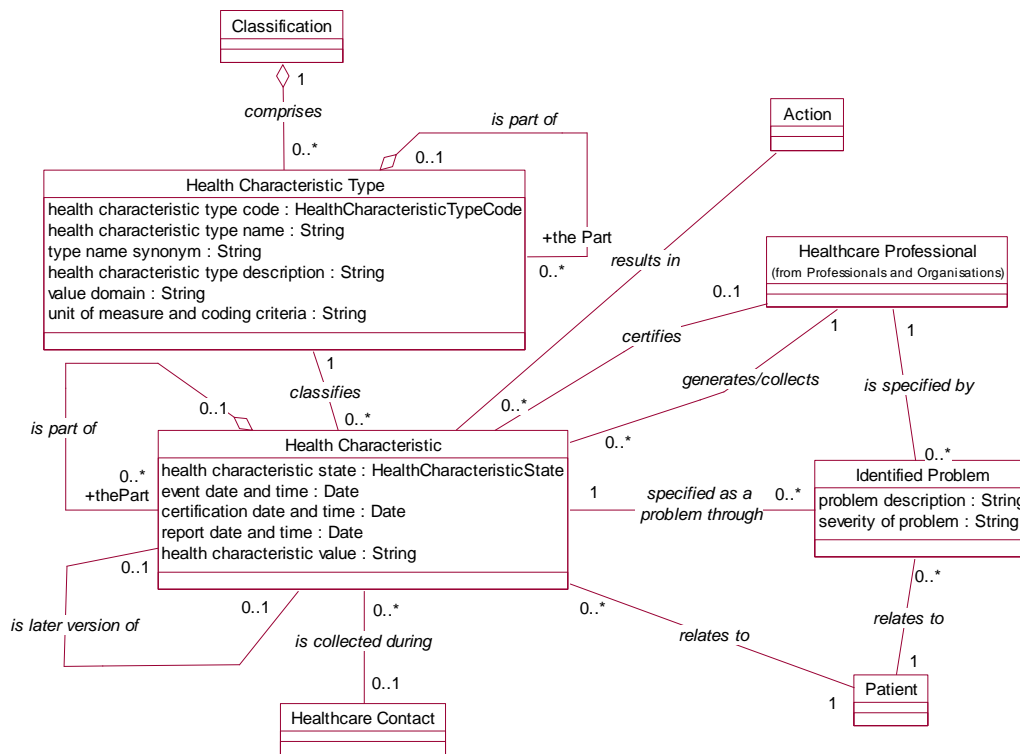 Classification
1
comprises
0..*
is part of
0..1
+the Part
0..*
Action
Health Characteristic Type
health characteristic type code : HealthCharacteristicTypeCode
health characteristic type name : String
type name synonym : String
health characteristic type description : String
value domain : String
unit of measure and coding criteria : String
results in
Healthcare Professional
(from Professionals and Organisations)
0..1
certifies
1
1
generates/collects
is specified by
1
classifies
0..*
0..*
0..*
0..*
0..1
is part of
0..*
+thePart
Health Characteristic
health characteristic state : HealthCharacteristicState
event date and time : Date
certification date and time : Date
report date and time : Date
health characteristic value : String
1
specified as a
problem through
0..*
Identified Problem
problem description : String
severity of problem : String
0..1
0..1
is later version of
0..*
is collected during
0..1
Healthcare Contact
0..*
relates to
1
0..*
relates to
1
Patient